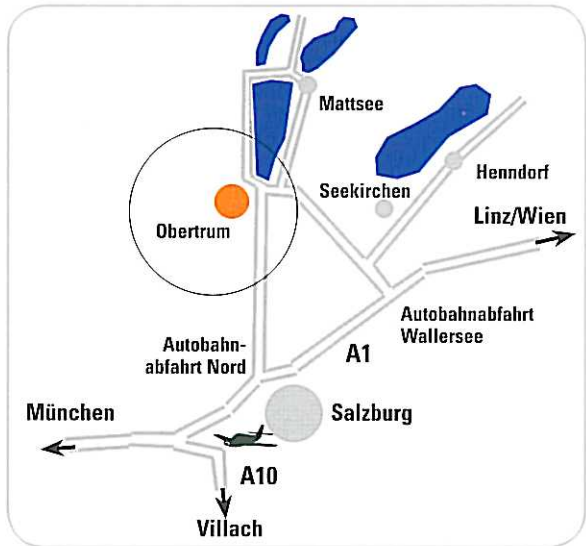 Mattsee
Henndorf
Seekirchen
Linz/Wien
Obertrum
Autobahnabfahrt
Wallersee
Autobahn-
abfahrt Nord
A1
München
Salzburg
A10
Villach